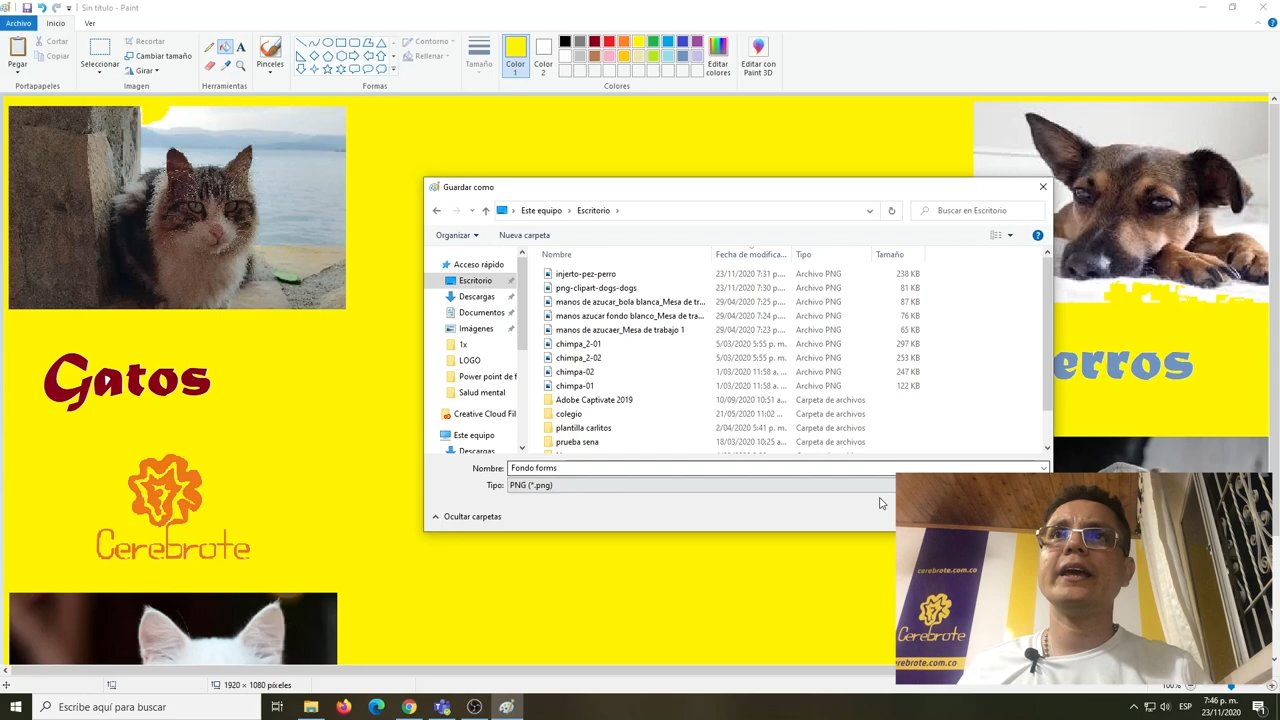 Sin título - Paint
Archivo Inicio Ver
Pegar
Cortar
Copiar
Portapapeles
Seleccionar
Recortar
Cambiar tamaño
Girar
Imagen
Herramientas
Pinceles
Formas
Contorno
Rellenar
Tamaño
Color 1
Color 2
Editar colores
Colores
Editar con Paint 3D
Guardar como
Este equipo > Escritorio >
Buscar en Escritorio
Organizar Nueva carpeta
Acceso rápido
Escritorio
Descargas
Documentos
Imágenes
1x
LOGO
Power point de f
Salud mental
Creative Cloud Fil
Este equipo
Descargas
Nombre Fecha de modifica... Tipo Tamaño
injerto-pez-perro 23/11/2020 7:31 p.... Archivo PNG 238 KB
png-clipart-dogs-dogs 23/11/2020 7:30 p.... Archivo PNG 81 KB
manos de azucar_bola blanca_Mesa de tr... 29/04/2020 7:25 p.... Archivo PNG 87 KB
manos azucar fondo blanco_Mesa de tra... 29/04/2020 7:24 p.... Archivo PNG 76 KB
manos de azucaer_Mesa de trabajo 1 29/04/2020 7:23 p.... Archivo PNG 65 KB
chimpa_2-01 5/03/2020 5:55 p. m. Archivo PNG 297 KB
chimpa_2-02 5/03/2020 5:55 p. m. Archivo PNG 253 KB
chimpa-02 1/03/2020 11:58 a. ... Archivo PNG 247 KB
chimpa-01 1/03/2020 11:58 a. ... Archivo PNG 122 KB
Adobe Captivate 2019 10/09/2020 10:51 a... Carpeta de archivos
colegio 21/05/2020 11:02 ... Carpeta de archivos
plantilla carlitos 2/04/2020 5:41 p. m. Carpeta de archivos
prueba sena 18/03/2020 10:25 a... Carpeta de archivos
Nombre: Fondo forms
Tipo: PNG (*.png)
Ocultar carpetas
Gatos
erros
Cerebrote
cerebrote.com.co
Cerebrote
erebrote.com.co
1920 × 1080 píxeles
100%
Escribe aquí para buscar
ESP
7:46 p. m.
23/11/2020
1